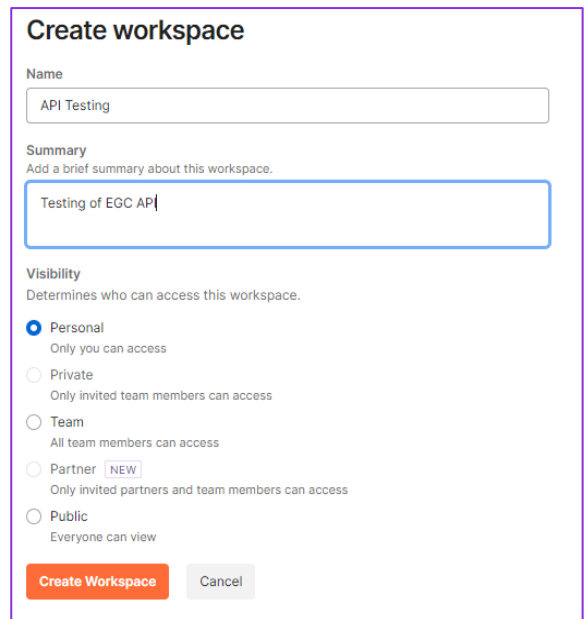 Create workspace
Name
API Testing
Summary
Add a brief summary about this workspace.
Testing of EGC API
Visibility
Determines who can access this workspace.
Personal
Only you can access
Private
Only invited team members can access
Team
All team members can access
Partner NEW
Only invited partners and team members can access
Public
Everyone can view
Create Workspace Cancel